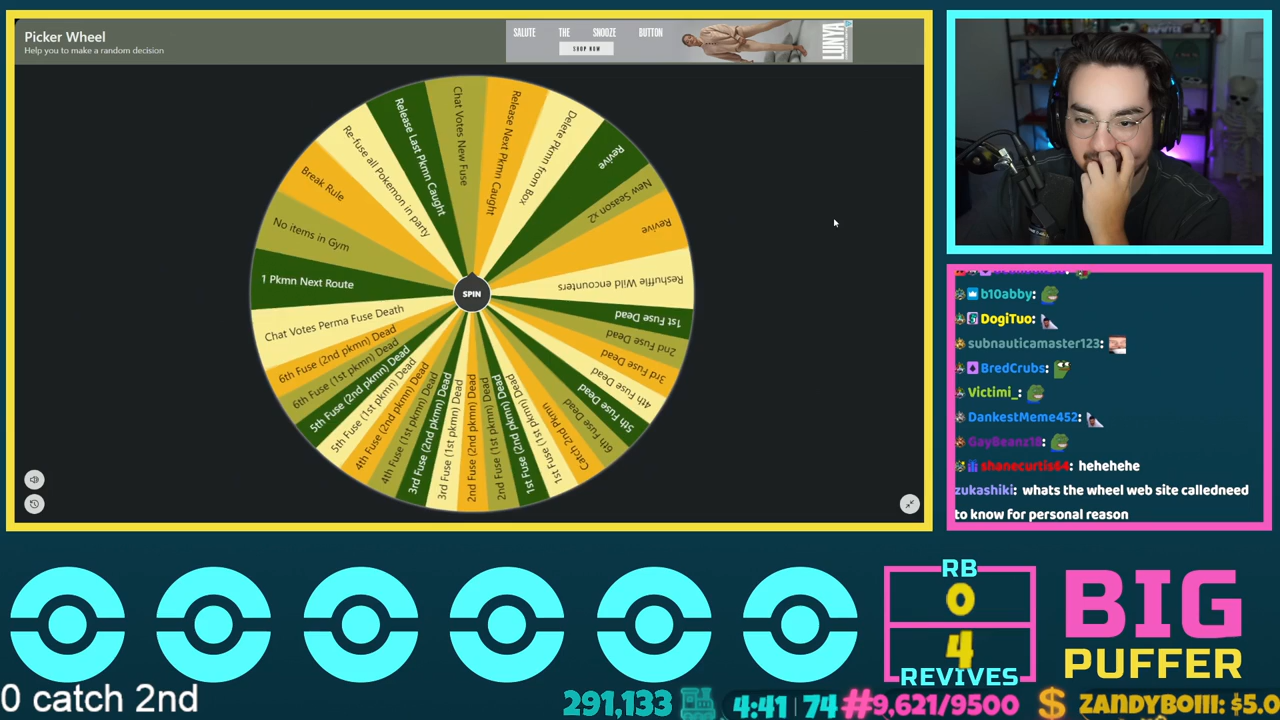 Picker Wheel
Help you to make a random decision
SALUTE THE SNOOZE BUTTON
SHOP NOW
LUNYA
Chat Votes New Fuse
Release Next Pkmn Caught
Delete Pkmn from Box
Revive
New Season x2
Revive
Reshuffle Wild encounters
1st Fuse Dead
2nd Fuse Dead
3rd Fuse Dead
4th Fuse Dead
5th Fuse Dead
6th Fuse Dead
Catch 2nd Pkmn
1st Fuse (1st pkmn) Dead
1st Fuse (2nd pkmn) Dead
2nd Fuse (1st pkmn) Dead
2nd Fuse (2nd pkmn) Dead
3rd Fuse (1st pkmn) Dead
3rd Fuse (2nd pkmn) Dead
4th Fuse (1st pkmn) Dead
4th Fuse (2nd pkmn) Dead
5th Fuse (1st pkmn) Dead
5th Fuse (2nd pkmn) Dead
6th Fuse (1st pkmn) Dead
6th Fuse (2nd pkmn) Dead
Chat Votes Perma Fuse Death
1 Pkmn Next Route
No items in Gym
Break Rule
Re-fuse all Pokemon in party
Release Last Pkmn Caught
SPIN
b10abby:
DogiTuo:
subnauticamaster123:
BredCrubs:
Victimi_:
DankestMeme452:
GayBeanz18:
shanecurtis64: hehehehe
zukashiki: whats the wheel web site calledneed
to know for personal reason
RB
0
4
REVIVES
BIG
PUFFER
0 catch 2nd
291,133 4:41 74 #9,621/9500 $ ZANDYBOIII: $5.0